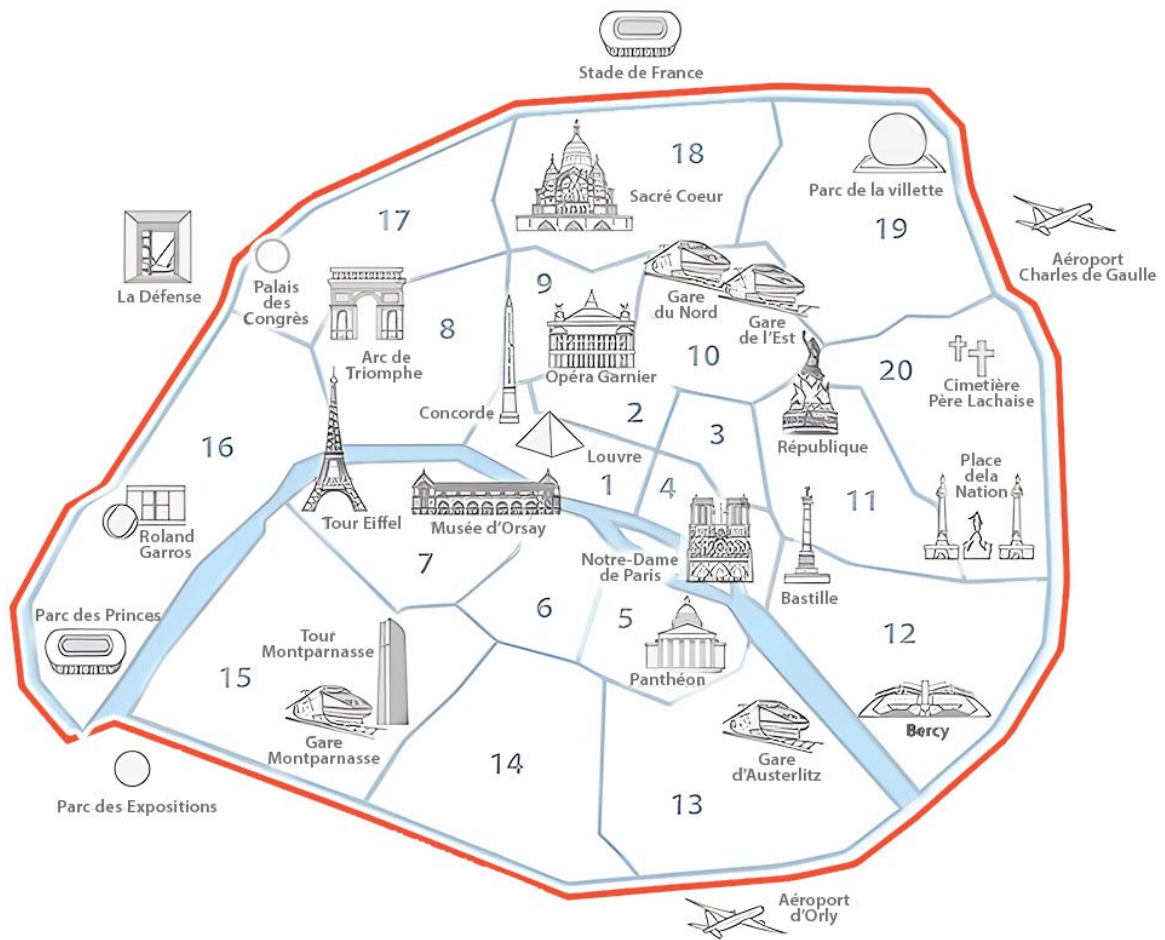 Stade de France
18
Sacré Coeur
Parc de la villette
17
19
La Défense
Palais
des
Congrès
Aéroport
Charles de Gaulle
9
Gare
du Nord
Gare
de l'Est
Arc de
Triomphe
8
Opéra Garnier
10
20
Cimetière
Père Lachaise
Concorde
2
3
République
16
Louvre
1
4
11
Place
dela
Nation
Roland
Garros
Tour Eiffel
Musée d'Orsay
7
Notre-Dame
de Paris
Bastille
Parc des Princes
6
5
12
Tour
Montparnasse
15
Panthéon
Gare
Montparnasse
Bercy
14
Gare
d'Austerlitz
13
Parc des Expositions
Aéroport
d'Orly